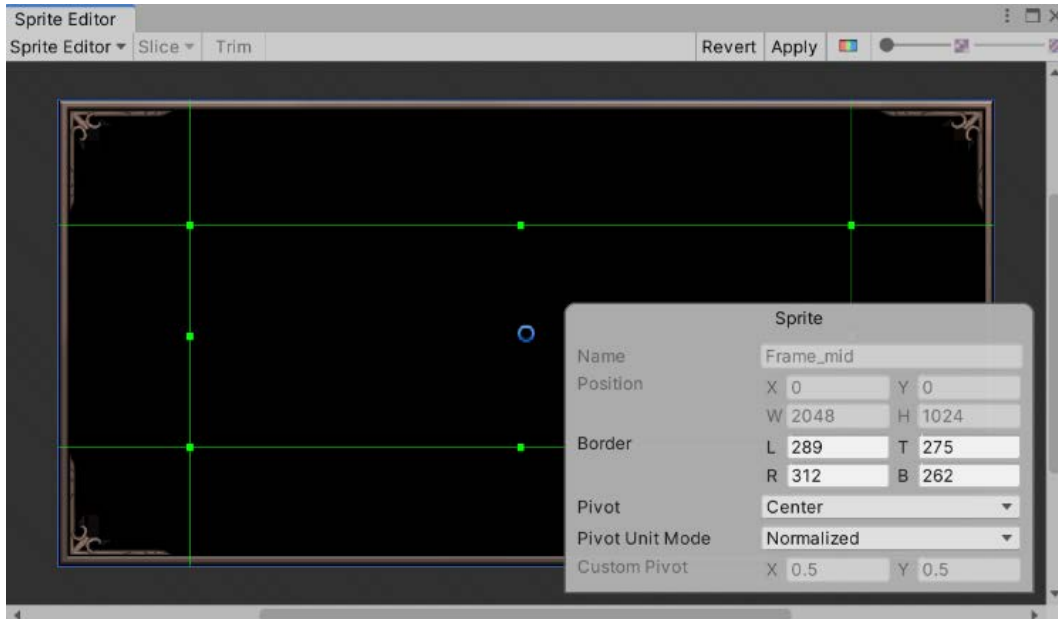 Sprite Editor
Sprite Editor Slice Trim Revert Apply
Sprite
Name Frame_mid
Position X 0 Y 0
W 2048 H 1024
Border L 289 T 275
R 312 B 262
Pivot Center
Pivot Unit Mode Normalized
Custom Pivot X 0.5 Y 0.5